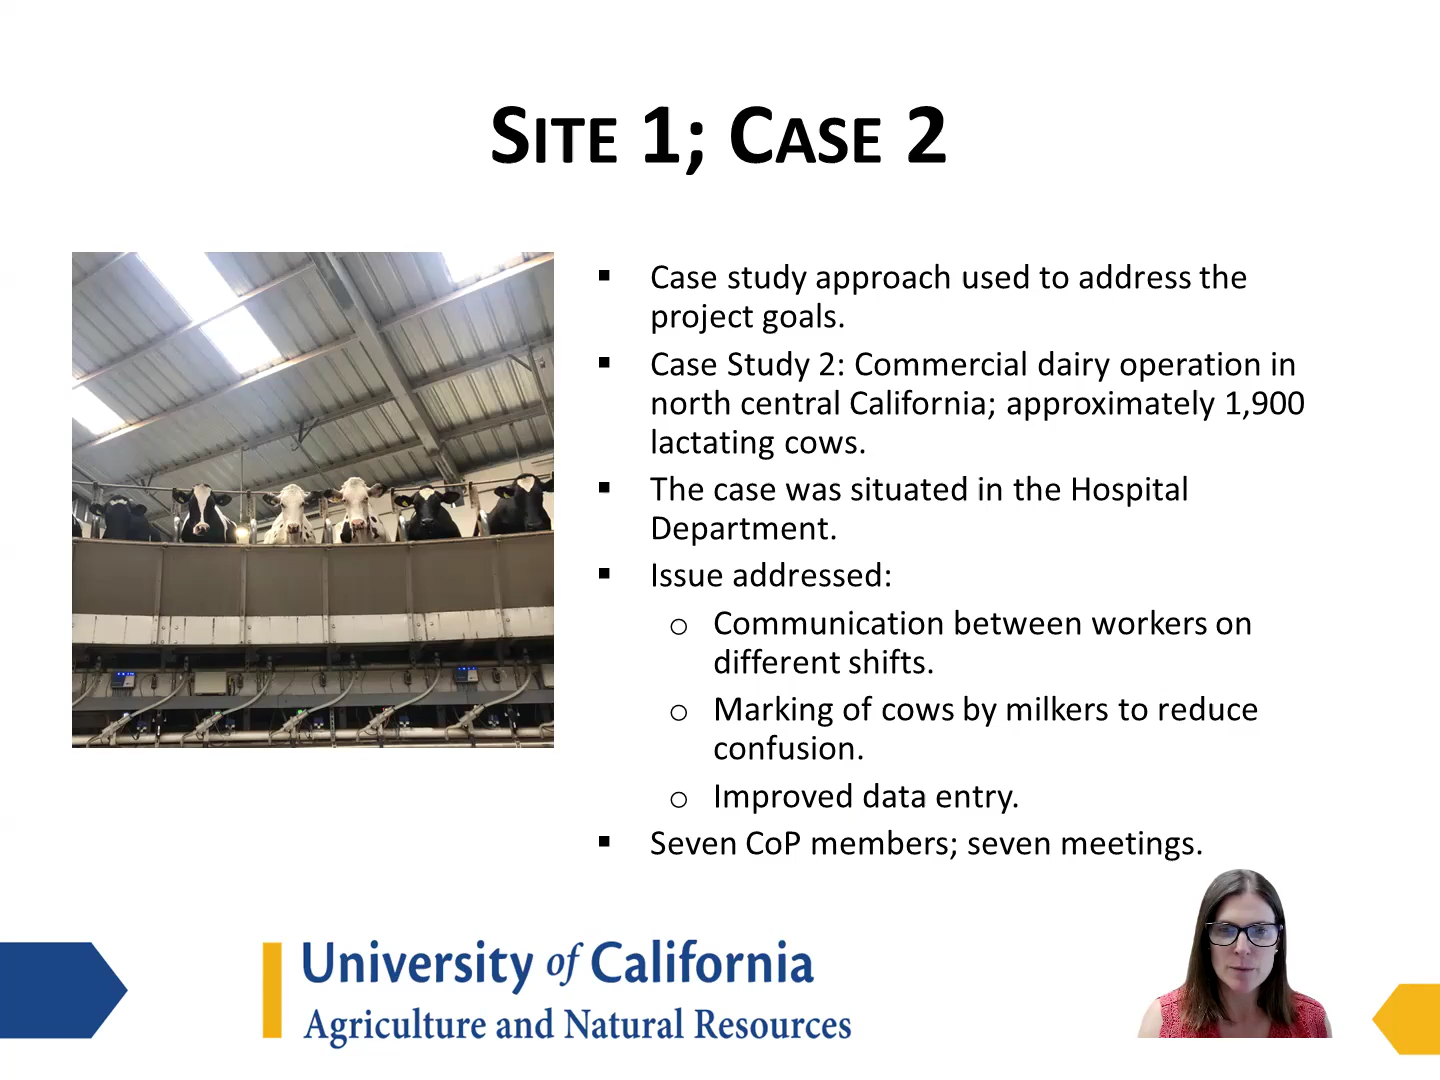 Site 1; Case 2
Case study approach used to address the
project goals.
Case Study 2: Commercial dairy operation in
north central California; approximately 1,900
lactating cows.
The case was situated in the Hospital
Department.
Issue addressed:
Communication between workers on
different shifts.
Marking of cows by milkers to reduce
confusion.
Improved data entry.
Seven CoP members; seven meetings.
University of California
Agriculture and Natural Resources